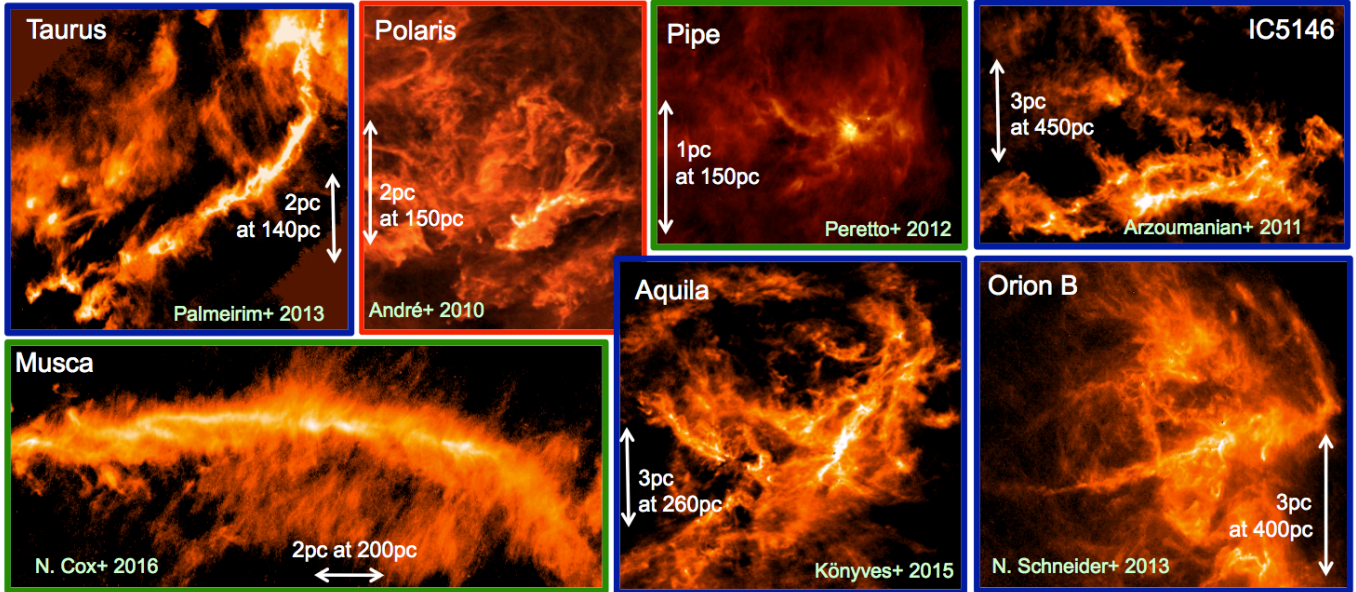 Taurus
2pc
at 140pc
Palmeirim+ 2013
Polaris
2pc
at 150pc
André+ 2010
Pipe
1pc
at 150pc
Peretto+ 2012
IC5146
3pc
at 450pc
Arzoumanian+ 2011
Musca
2pc at 200pc
N. Cox+ 2016
Aquila
3pc
at 260pc
Könyves+ 2015
Orion B
3pc
at 400pc
N. Schneider+ 2013